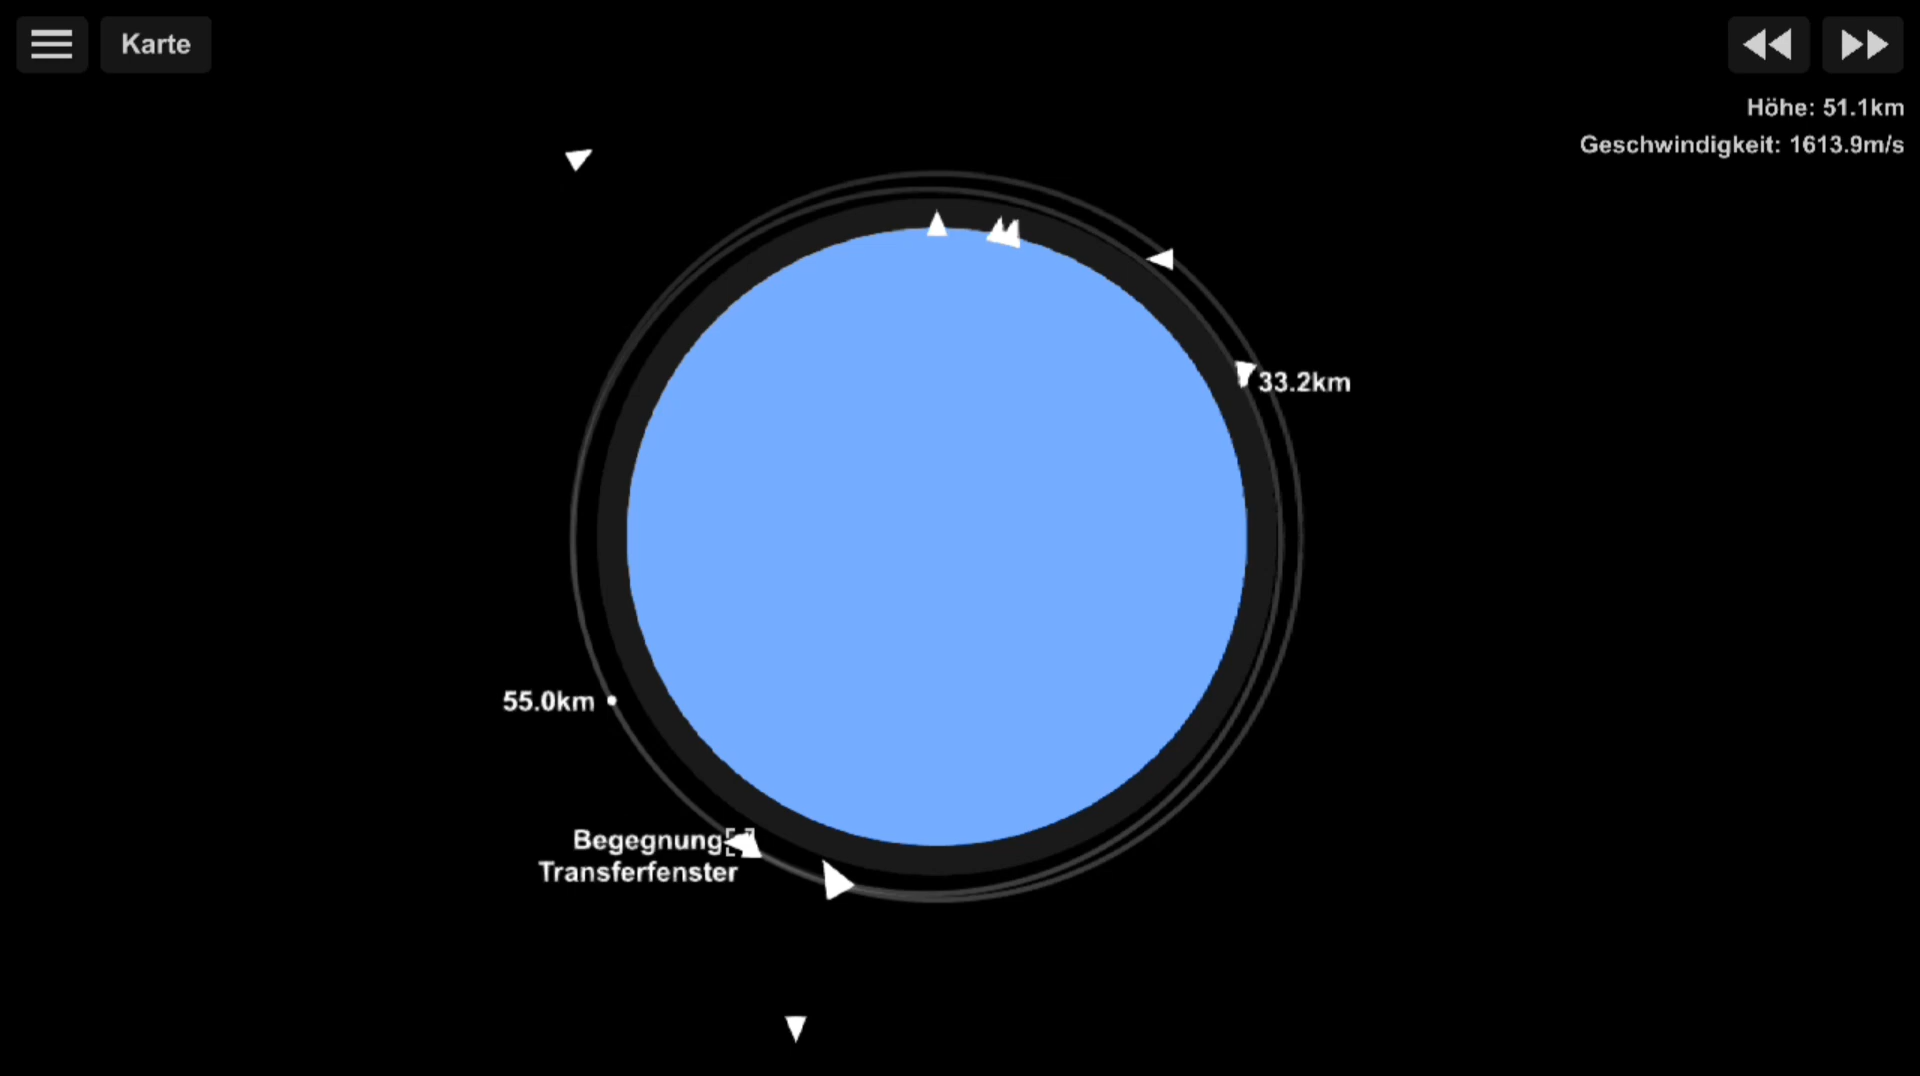 Karte
Höhe: 51.1km
Geschwindigkeit: 1613.9m/s
33.2km
55.0km
Begegnung
Transferfenster